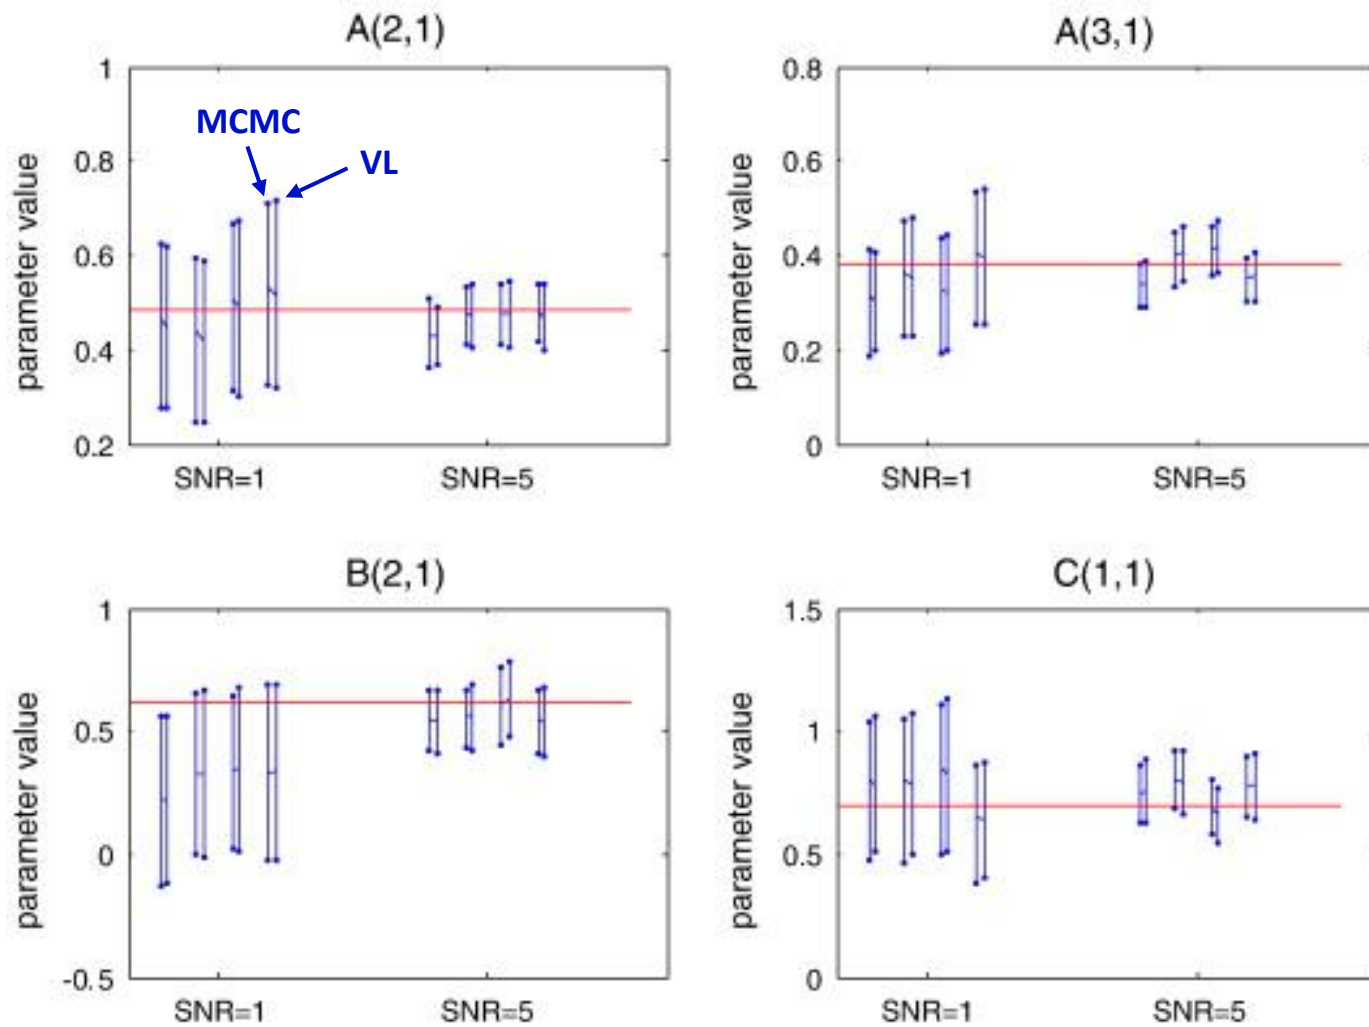 A(2,1)
1
0.8
0.6
0.4
0.2
parameter value
MCMC
VL
SNR=1
SNR=5
A(3,1)
0.8
0.6
0.4
0.2
0
parameter value
SNR=1
SNR=5
B(2,1)
1
0.5
0
-0.5
parameter value
SNR=1
SNR=5
C(1,1)
1.5
1
0.5
0
parameter value
SNR=1
SNR=5